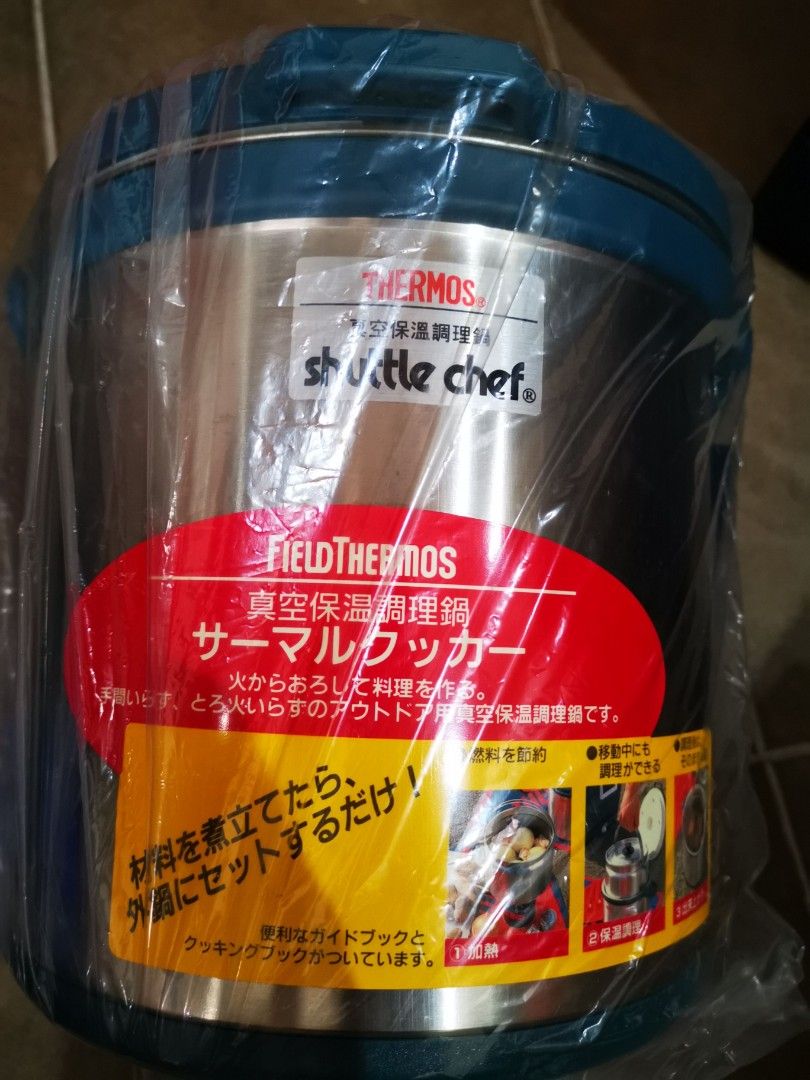 THERMOS®
真空保溫調理鍋
shuttle chef®
FIELDTHERMOS
真空保温調理鍋
サーマルクッカー
火からおろして料理を作る。
手間いらず、とろ火いらずのアウトドア用真空保温調理鍋です。
材料を煮立てたら、
外鍋にセットするだけ！
便利なガイドブックと
クッキングブックがついています。
燃料を節約
●移動中にも
調理ができる
①加熱
2保温調理